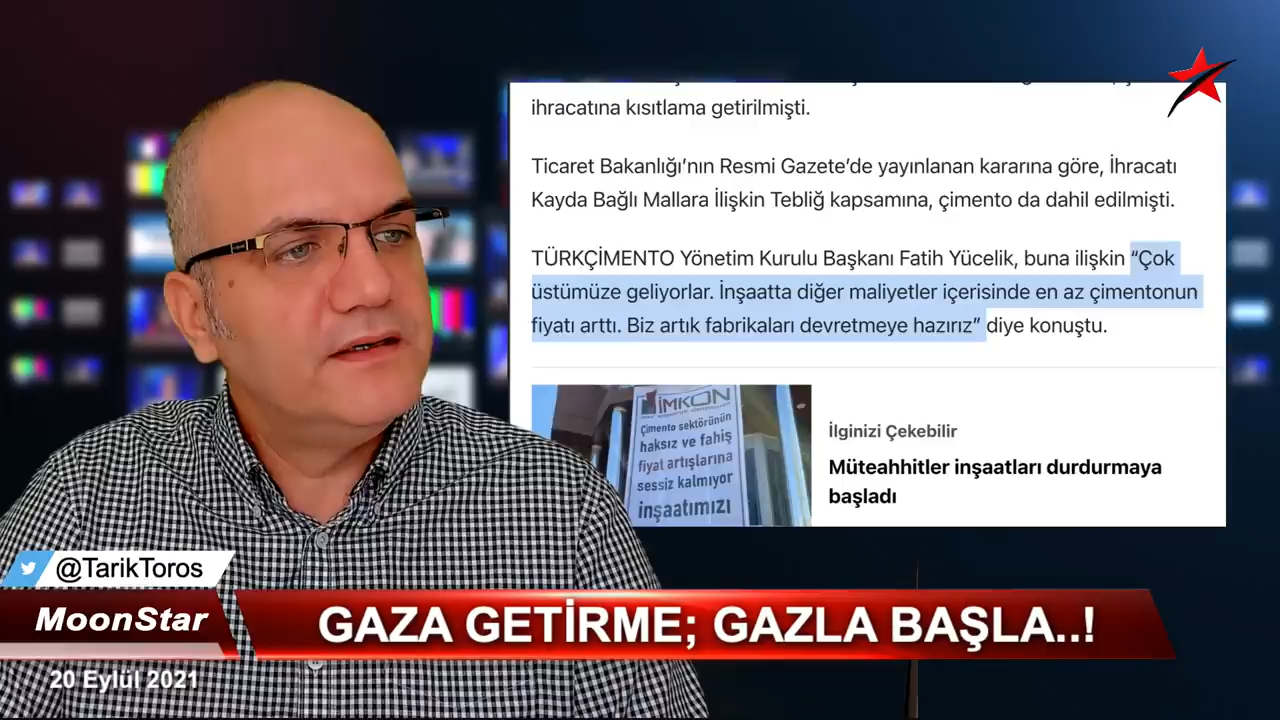 ihracatına kısıtlama getirilmişti.
Ticaret Bakanlığı’nın Resmi Gazete’de yayınlanan kararına göre, İhracatı
Kayda Bağlı Mallara İlişkin Tebliğ kapsamına, çimento da dahil edilmişti.
TÜRKÇİMENTO Yönetim Kurulu Başkanı Fatih Yücelik, buna ilişkin “Çok
üstümüze geliyorlar. İnşaatta diğer maliyetler içerisinde en az çimentonun
fiyatı arttı. Biz artık fabrikaları devretmeye hazırız” diye konuştu.
İMKON
Çimento sektörünün
haksız ve fahiş
fiyat artışlarına
sessiz kalmıyor
inşaatımızı
İlginizi Çekebilir
Müteahhitler inşaatları durdurmaya
başladı
@TarikToros
MoonStar
GAZA GETİRME; GAZLA BAŞLA..!
20 Eylül 2021